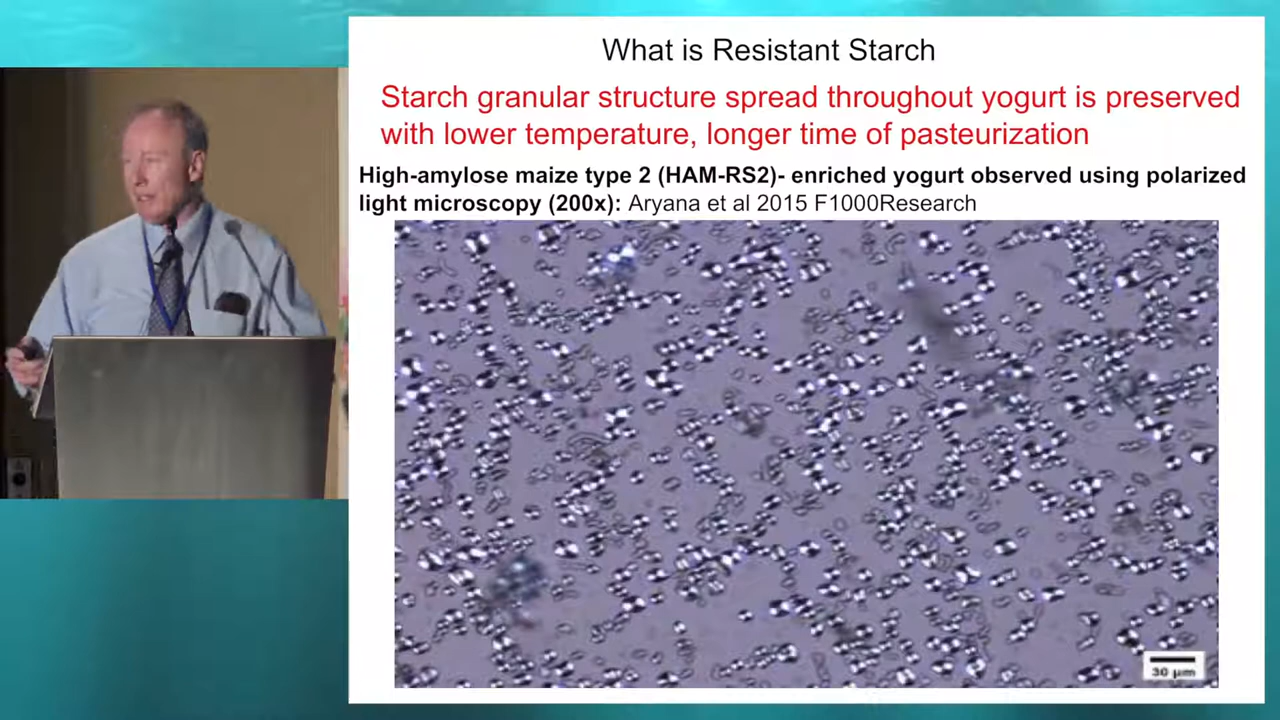 What is Resistant Starch
Starch granular structure spread throughout yogurt is preserved
with lower temperature, longer time of pasteurization
High-amylose maize type 2 (HAM-RS2)- enriched yogurt observed using polarized
light microscopy (200x): Aryana et al 2015 F1000Research
30 µm